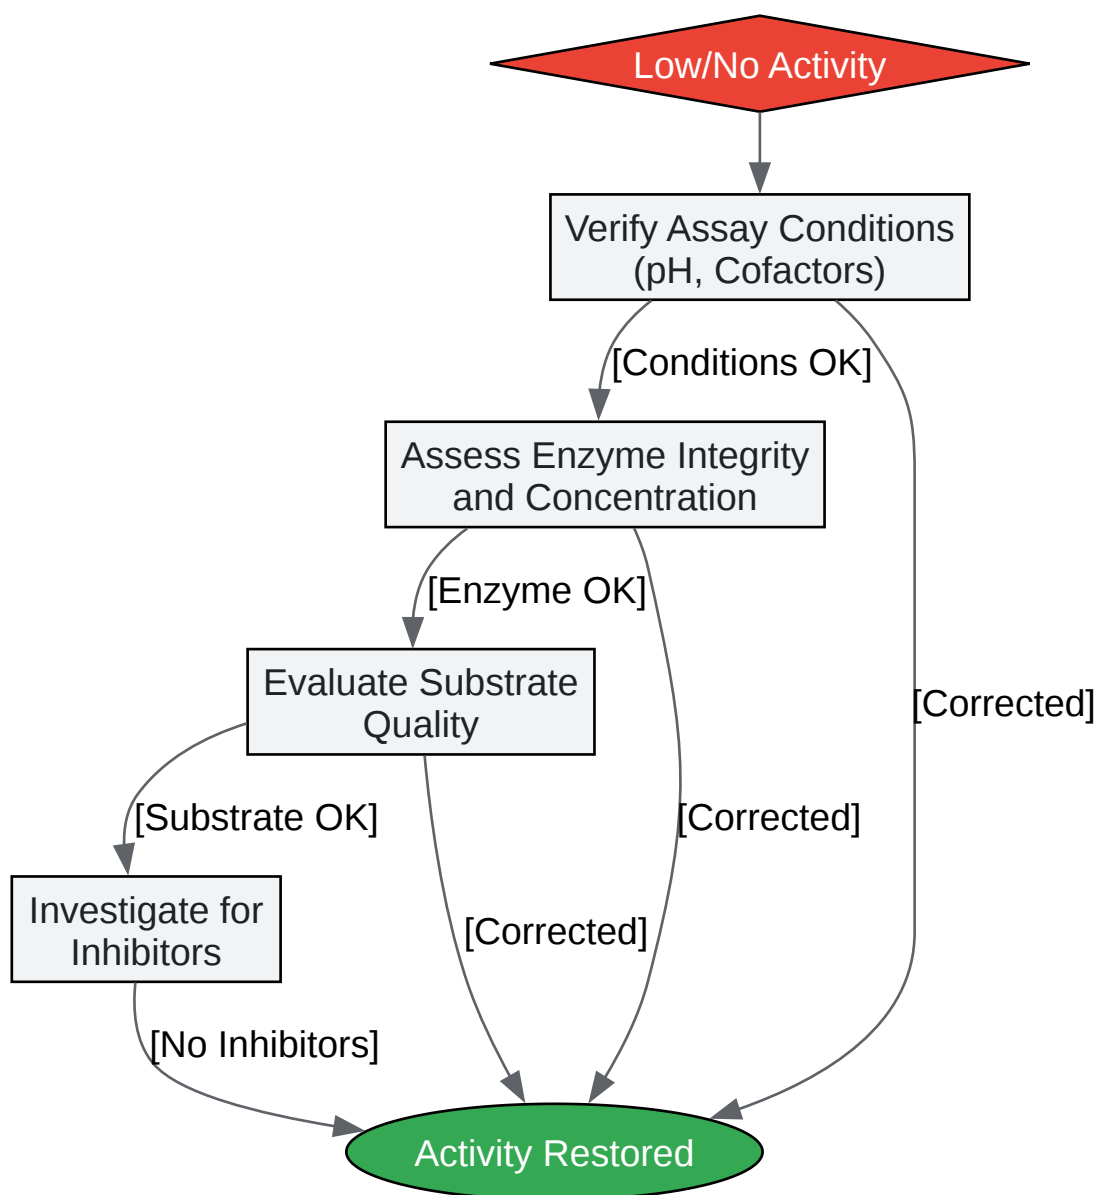 Low/No Activity
Verify Assay Conditions
(pH, Cofactors)
[Conditions OK]
Assess Enzyme Integrity
and Concentration
[Enzyme OK]
Evaluate Substrate
Quality
[Corrected]
[Substrate OK]
[Corrected]
Investigate for
Inhibitors
[Corrected]
[No Inhibitors]
Activity Restored